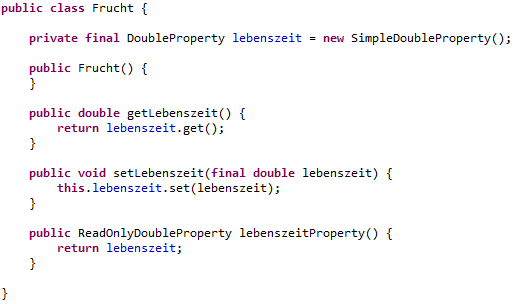 public class Frucht {
private final DoubleProperty lebenszeit = new SimpleDoubleProperty();
public Frucht() {
}
public double getLebenszeit() {
return lebenszeit.get();
}
public void setLebenszeit(final double lebenszeit) {
this.lebenszeit.set(lebenszeit);
}
public ReadOnlyDoubleProperty lebenszeitProperty() {
return lebenszeit;
}
}